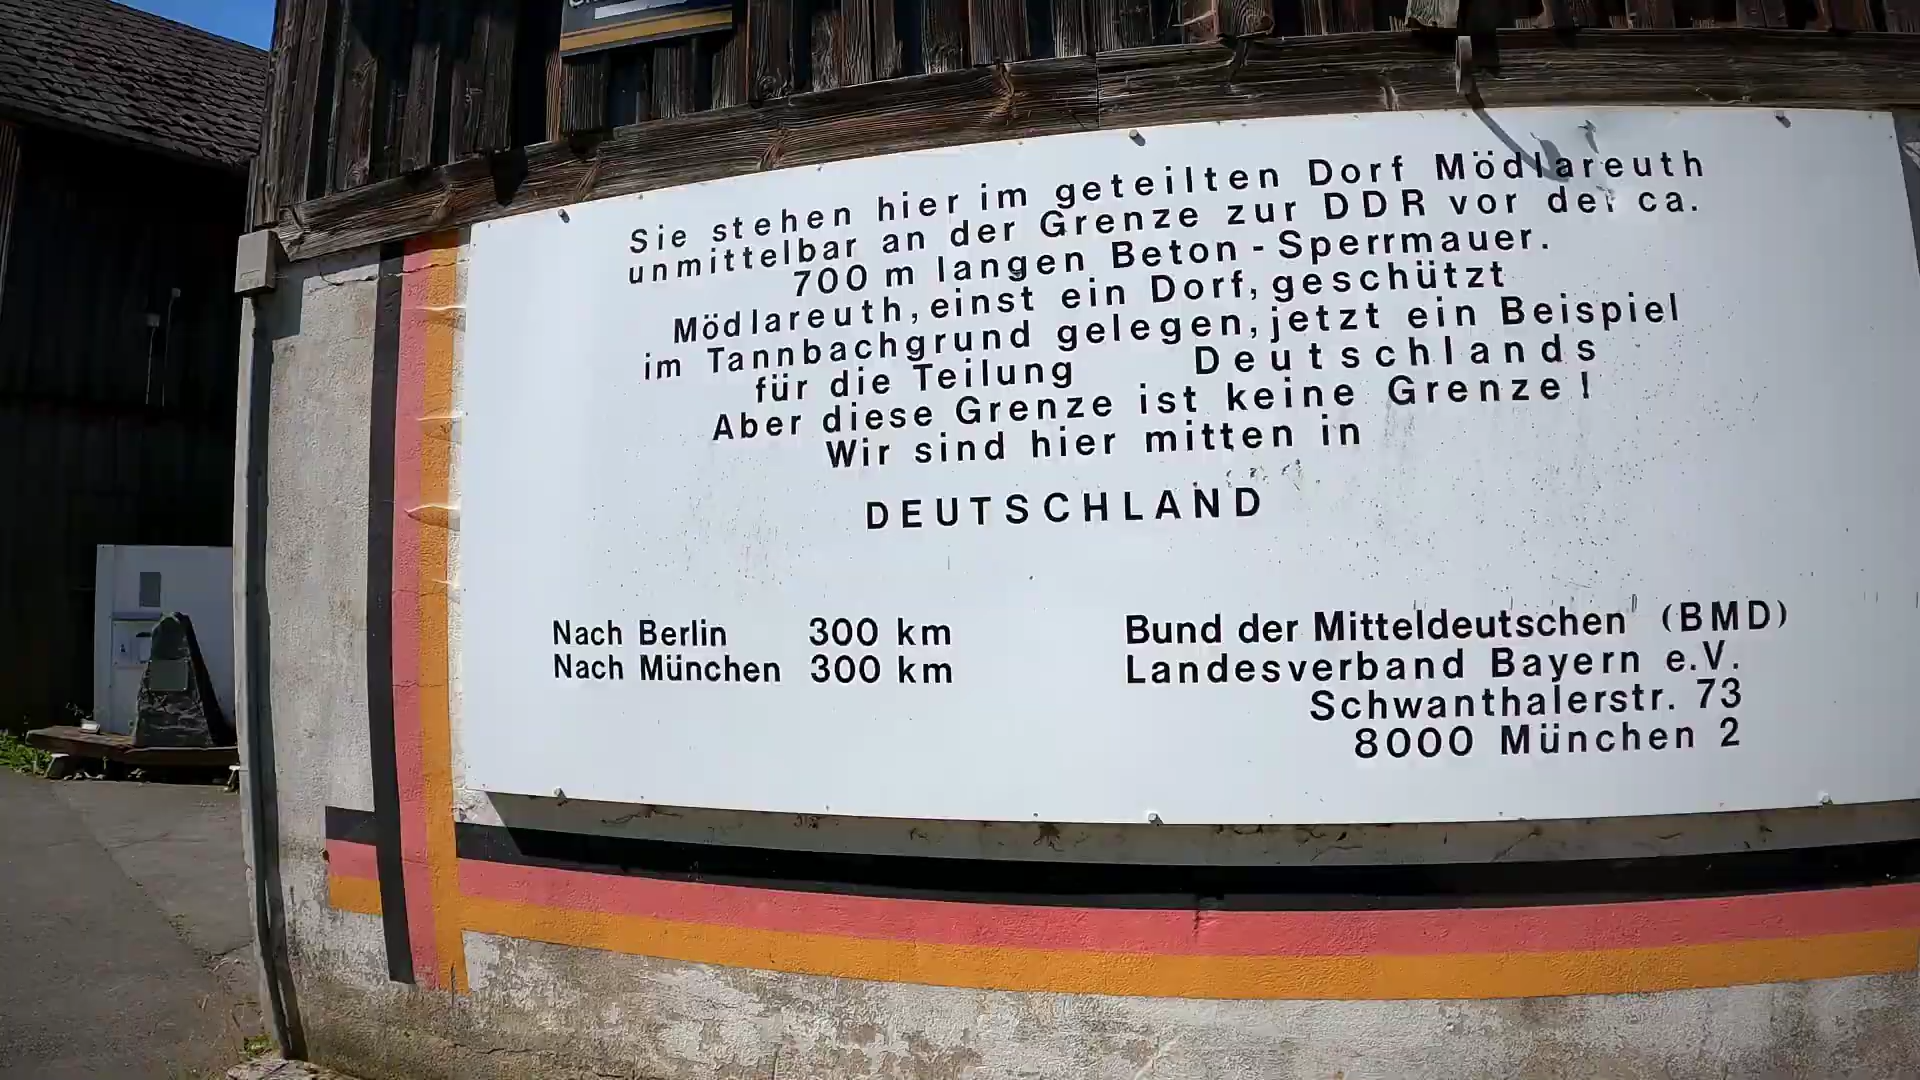 Sie stehen hier im geteilten Dorf Mödlareuth
unmittelbar an der Grenze zur DDR vor der ca.
700 m langen Beton - Sperrmauer.
Mödlareuth, einst ein Dorf, geschützt
im Tannbachgrund gelegen, jetzt ein Beispiel
für die Teilung Deutschlands
Aber diese Grenze ist keine Grenze!
Wir sind hier mitten in
DEUTSCHLAND
Nach Berlin 300 km
Nach München 300 km
Bund der Mitteldeutschen (BMD)
Landesverband Bayern e.V.
Schwanthalerstr. 73
8000 München 2